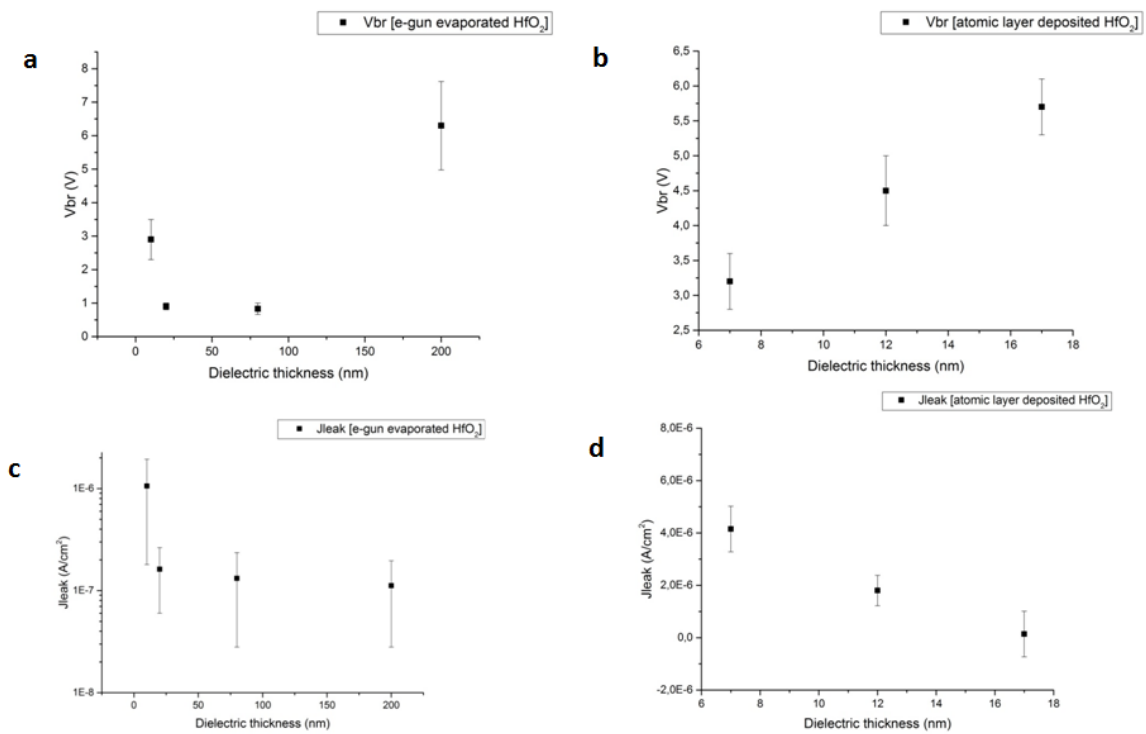 Vbr [e-gun evaporated HfO₂]
a
8
7
6
5
4
3
2
1
0
Vbr (V)
0 50 100 150 200
Dielectric thickness (nm)
Vbr [atomic layer deposited HfO₂]
b
6,5
6,0
5,5
5,0
4,5
4,0
3,5
3,0
2,5
Vbr (V)
6 8 10 12 14 16 18
Dielectric thickness (nm)
Jleak [e-gun evaporated HfO₂]
c
1E-6
1E-7
1E-8
Jleak (A/cm²)
0 50 100 150 200
Dielectric thickness (nm)
Jleak [atomic layer deposited HfO₂]
d
8,0E-6
6,0E-6
4,0E-6
2,0E-6
0,0
-2,0E-6
Jleak (A/cm²)
6 8 10 12 14 16 18
Dielectric thickness (nm)